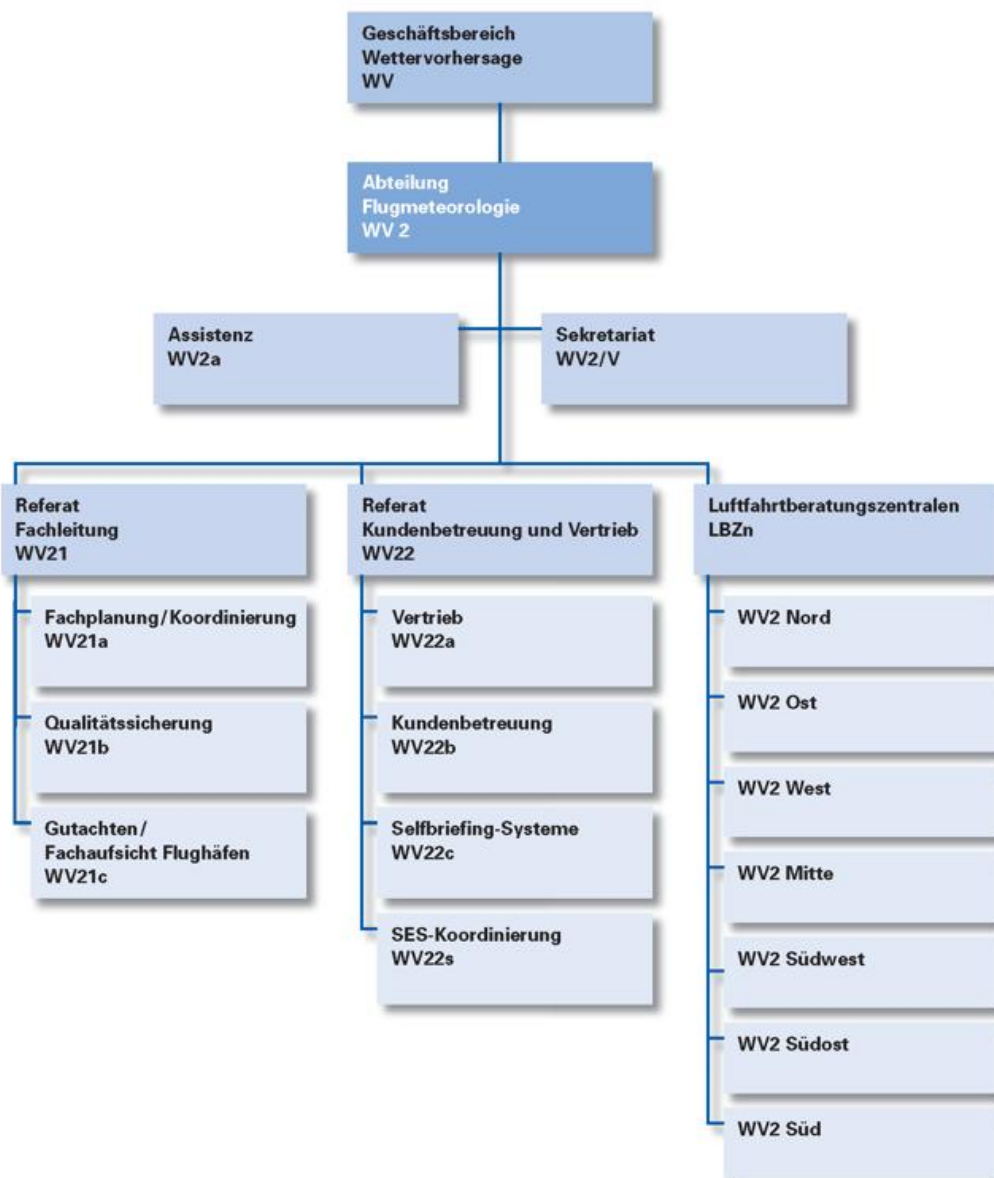 Geschäftsbereich
Wettervorhersage
WV
Abteilung
Flugmeteorologie
WV 2
Assistenz
WV2a
Sekretariat
WV2/V
Referat
Fachleitung
WV21
Fachplanung/Koordinierung
WV21a
Qualitätssicherung
WV21b
Gutachten/
Fachaufsicht Flughäfen
WV21c
Referat
Kundenbetreuung und Vertrieb
WV22
Vertrieb
WV22a
Kundenbetreuung
WV22b
Selfbriefing-Systeme
WV22c
SES-Koordinierung
WV22s
Luftfahrtberatungszentralen
LBZn
WV2 Nord
WV2 Ost
WV2 West
WV2 Mitte
WV2 Südwest
WV2 Südost
WV2 Süd